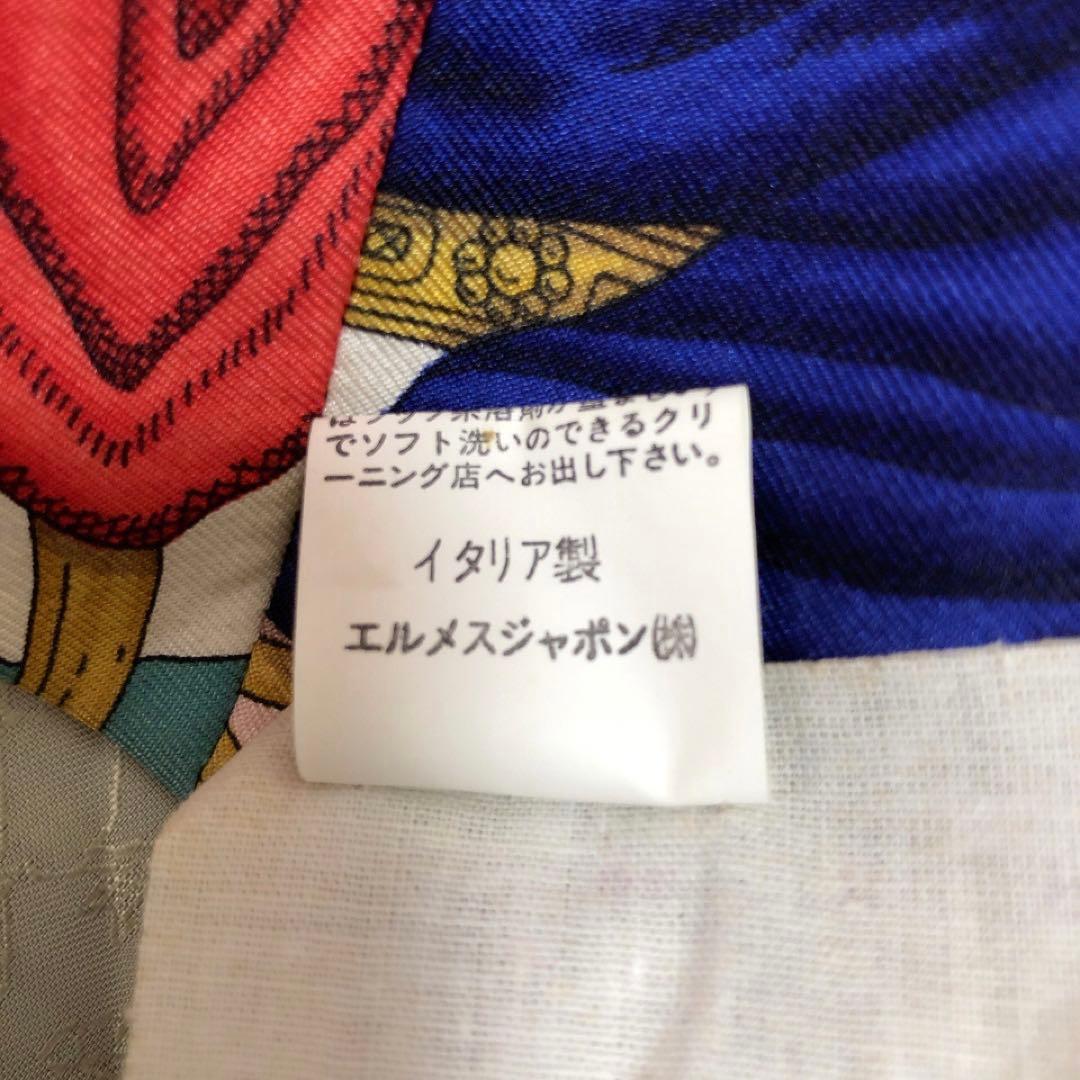 でソフト洗いのできるクリ
ーニング店へお出し下さい。
イタリア製
エルメスジャポン㈱